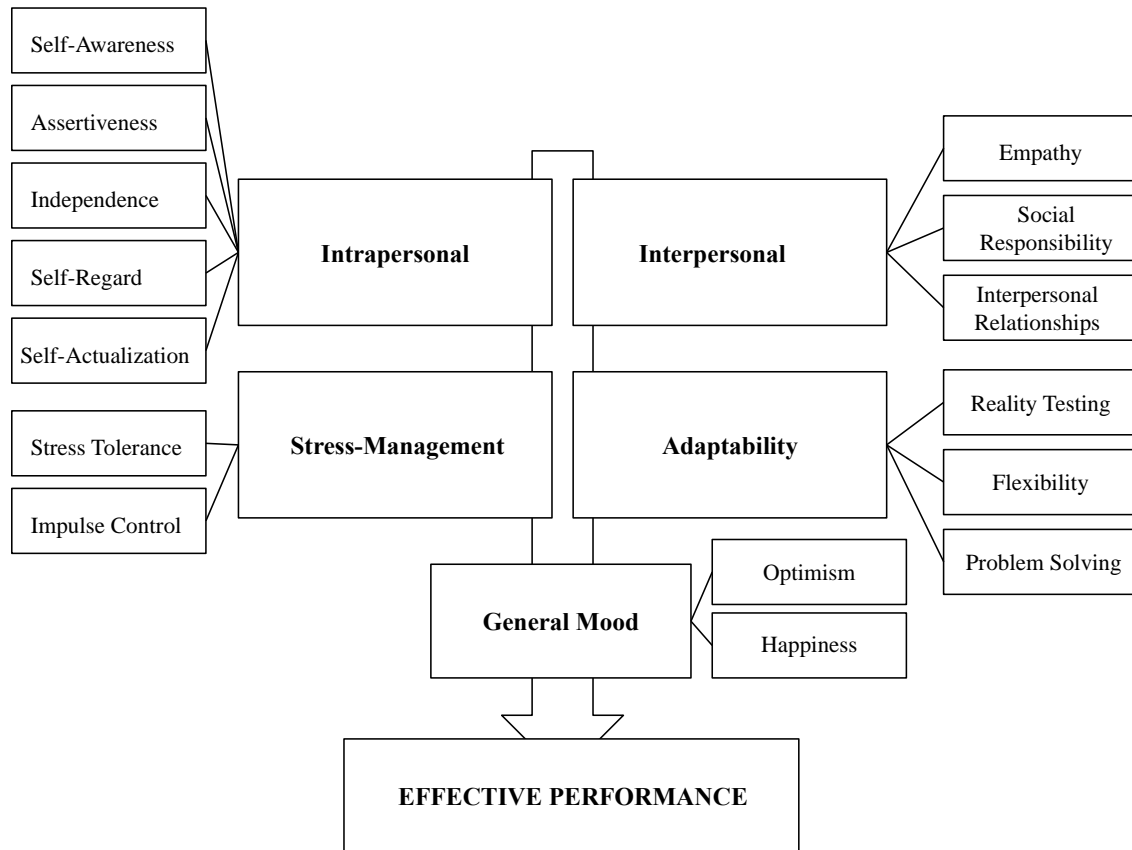 Self-Awareness
Assertiveness
Independence
Self-Regard
Self-Actualization
Stress Tolerance
Impulse Control
Intrapersonal
Stress-Management
Interpersonal
Adaptability
Empathy
Social
Responsibility
Interpersonal
Relationships
Reality Testing
Flexibility
Problem Solving
General Mood
Optimism
Happiness
EFFECTIVE PERFORMANCE